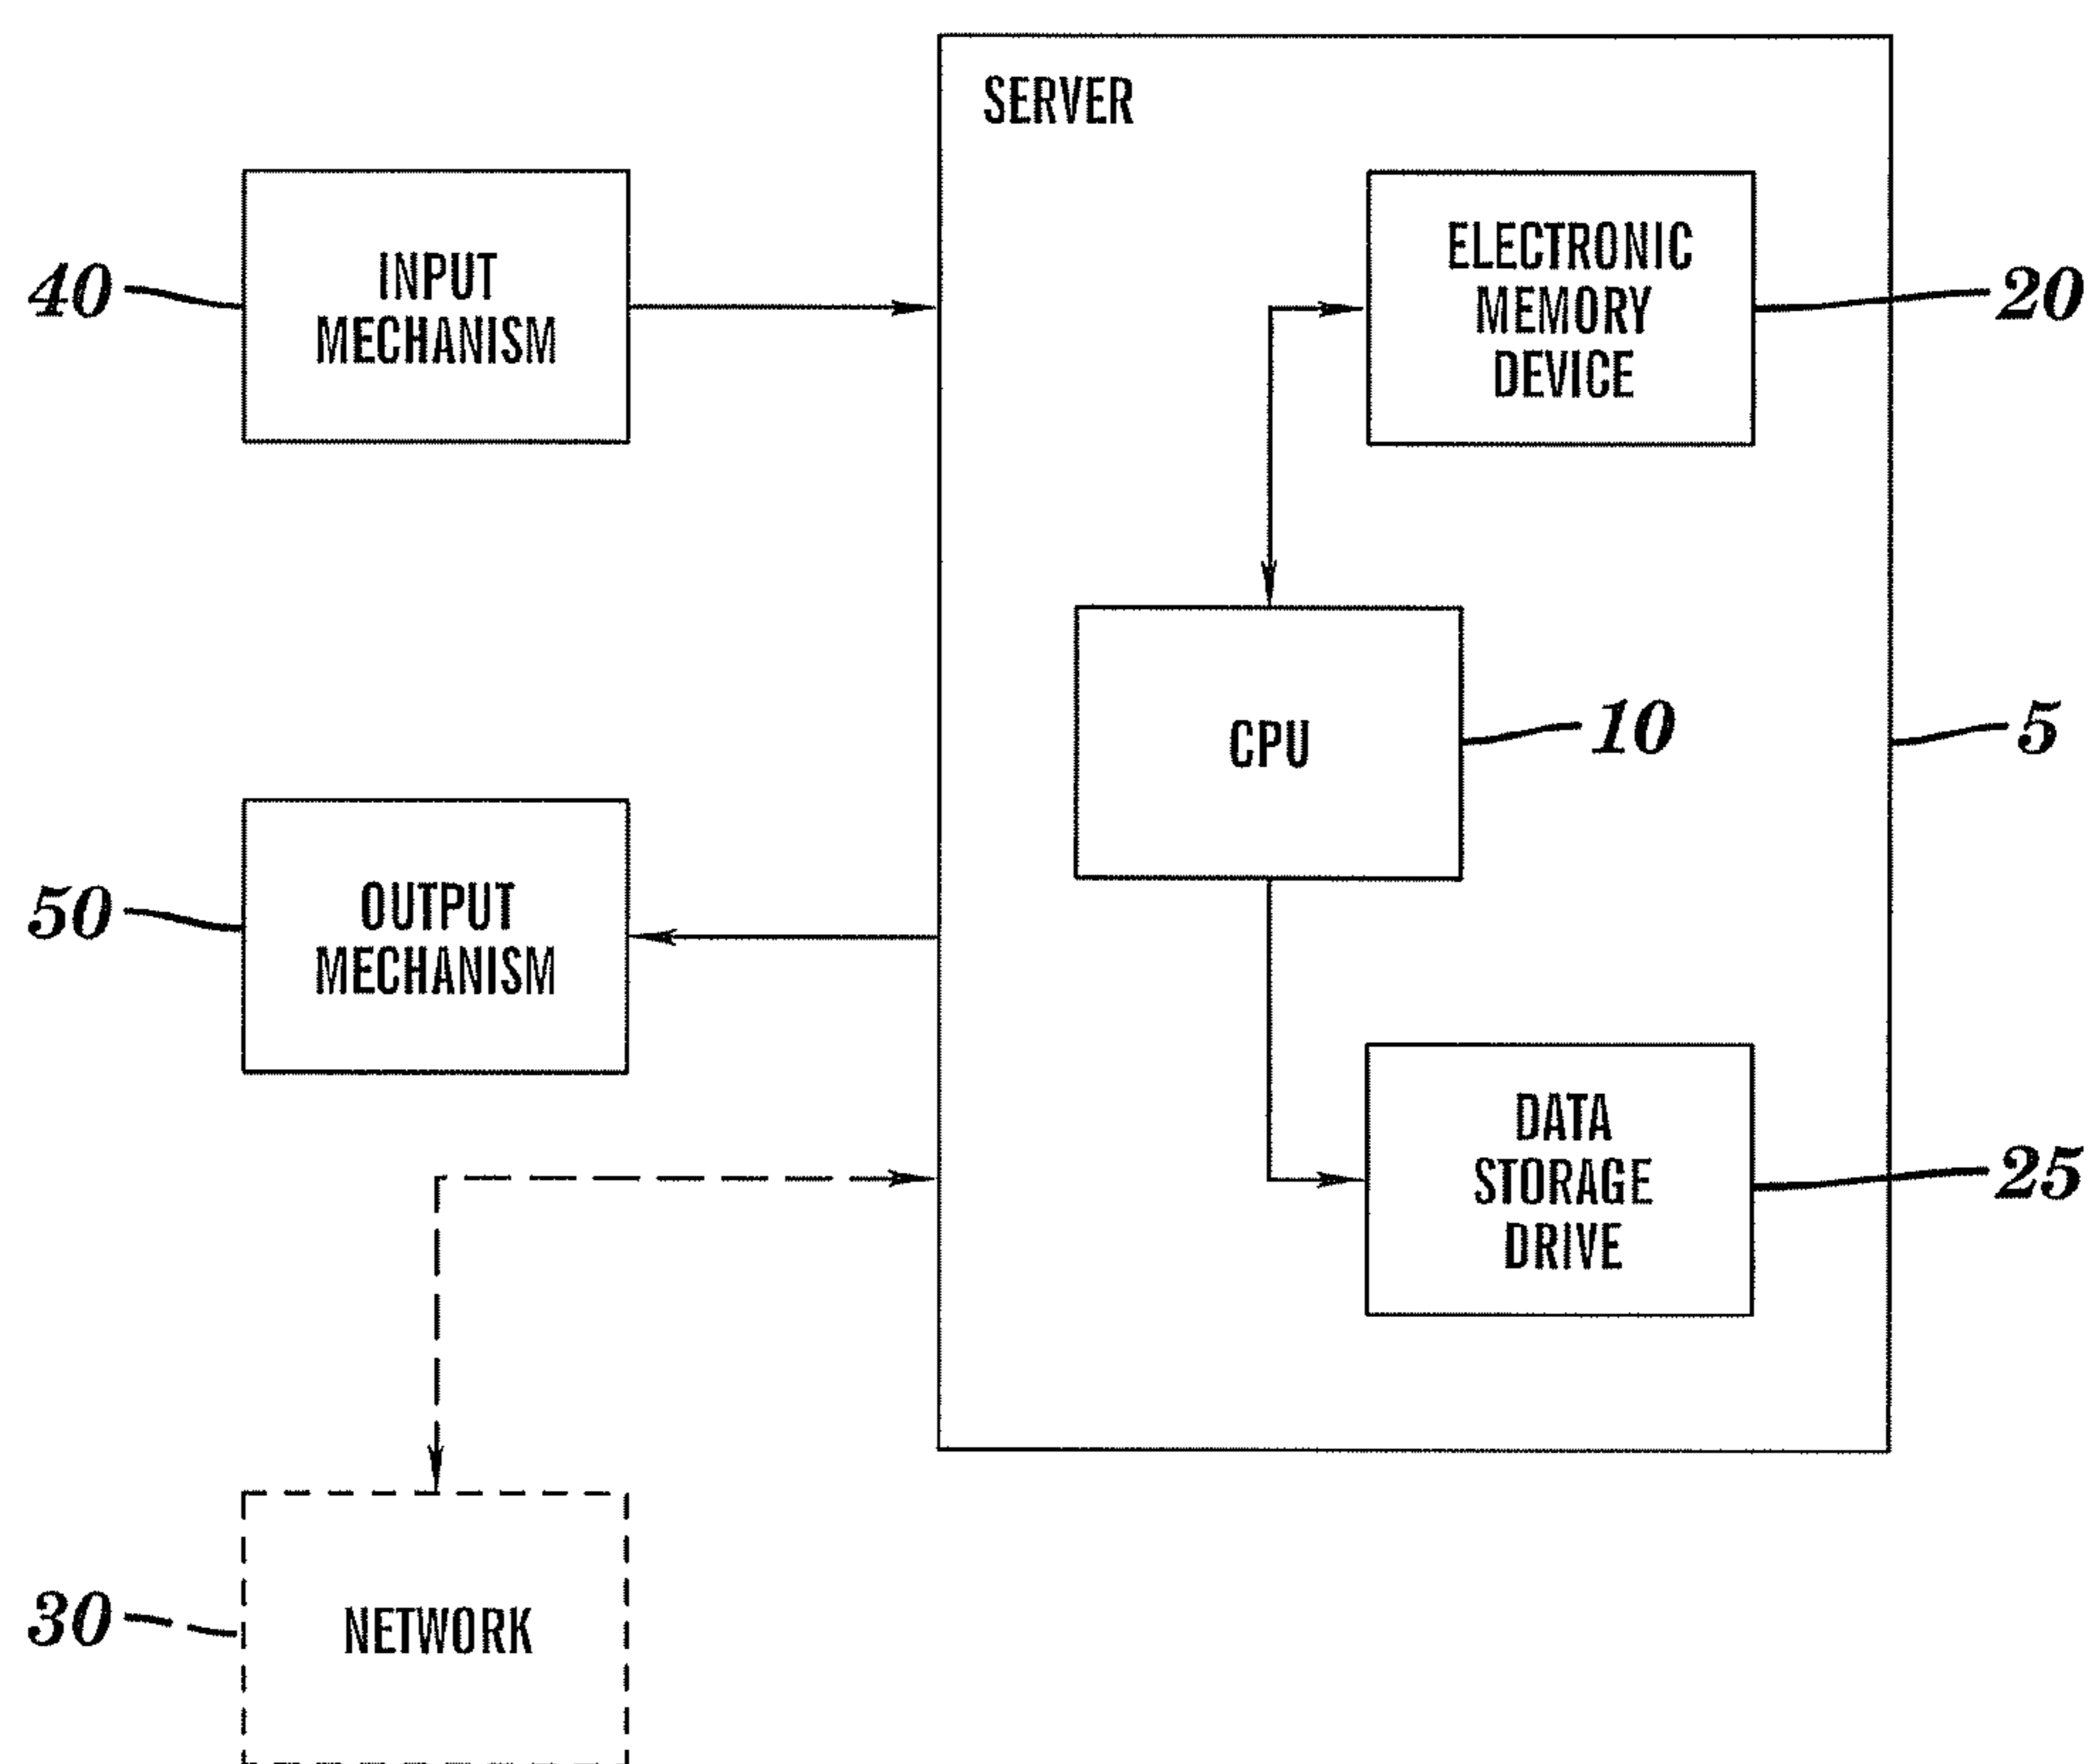 SERVER
INPUT
MECHANISM
40
ELECTRONIC
MEMORY
DEVICE
20
CPU
10
5
OUTPUT
MECHANISM
50
DATA
STORAGE
DRIVE
25
NETWORK
30